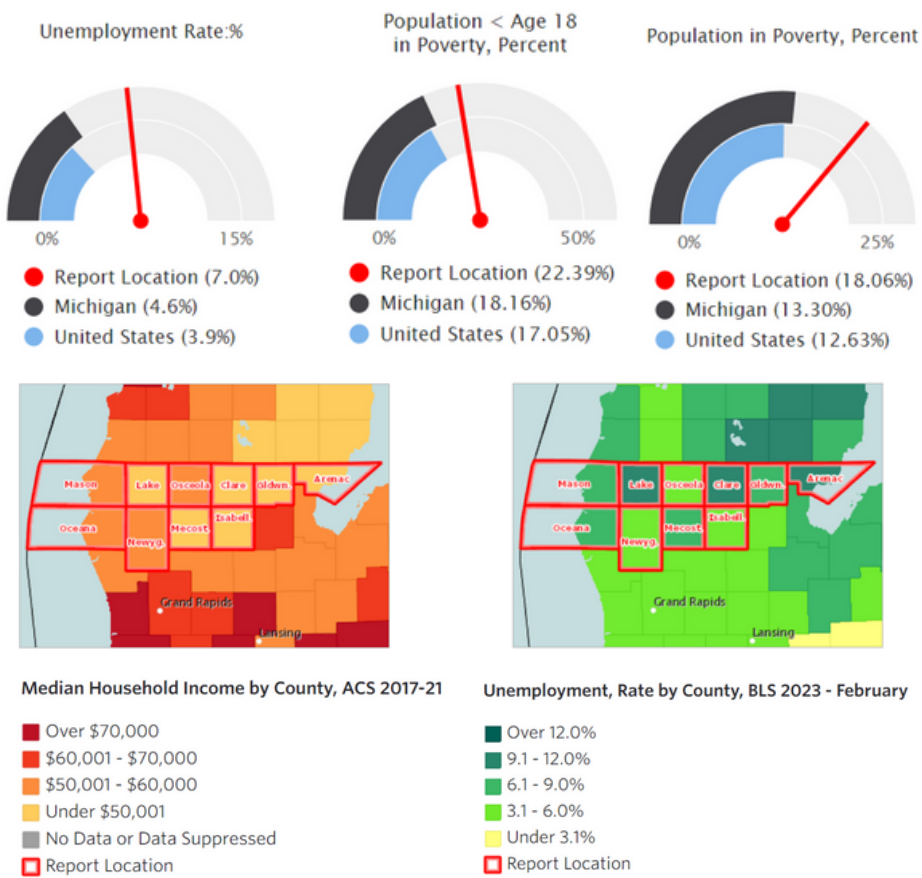 Unemployment Rate:%
0%
15%
Report Location (7.0%)
Michigan (4.6%)
United States (3.9%)
Population < Age 18
in Poverty, Percent
0%
50%
Report Location (22.39%)
Michigan (18.16%)
United States (17.05%)
Population in Poverty, Percent
0%
25%
Report Location (18.06%)
Michigan (13.30%)
United States (12.63%)
Mason
Lake
Osceola
Clare
Gldwn.
Arenac
Oceana
Newyg.
Mecost.
Isabell.
Grand Rapids
Lansing
Median Household Income by County, ACS 2017-21
Over $70,000
$60,001 - $70,000
$50,001 - $60,000
Under $50,001
No Data or Data Suppressed
Report Location
Mason
Lake
Osceola
Clare
Gldwn.
Arenac
Oceana
Newyg.
Mecost.
Isabell.
Grand Rapids
Lansing
Unemployment, Rate by County, BLS 2023 - February
Over 12.0%
9.1 - 12.0%
6.1 - 9.0%
3.1 - 6.0%
Under 3.1%
Report Location